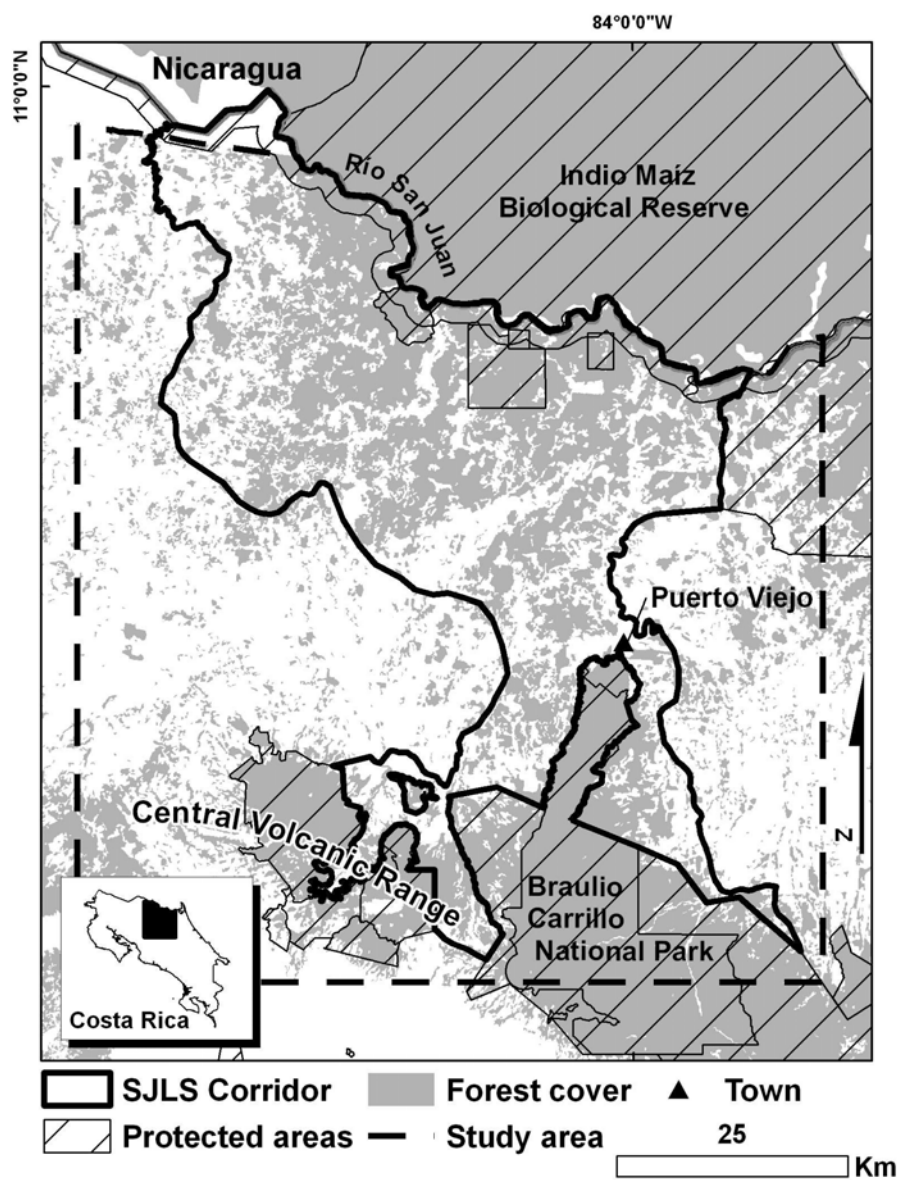 84°0'0"W
11°0'0"N
Nicaragua
Río San Juan
Indio Maíz
Biological Reserve
Puerto Viejo
Central Volcanic Range
Braulio
Carrillo
National Park
N
Costa Rica
SJLS Corridor
Forest cover
Town
Protected areas
Study area
25
Km